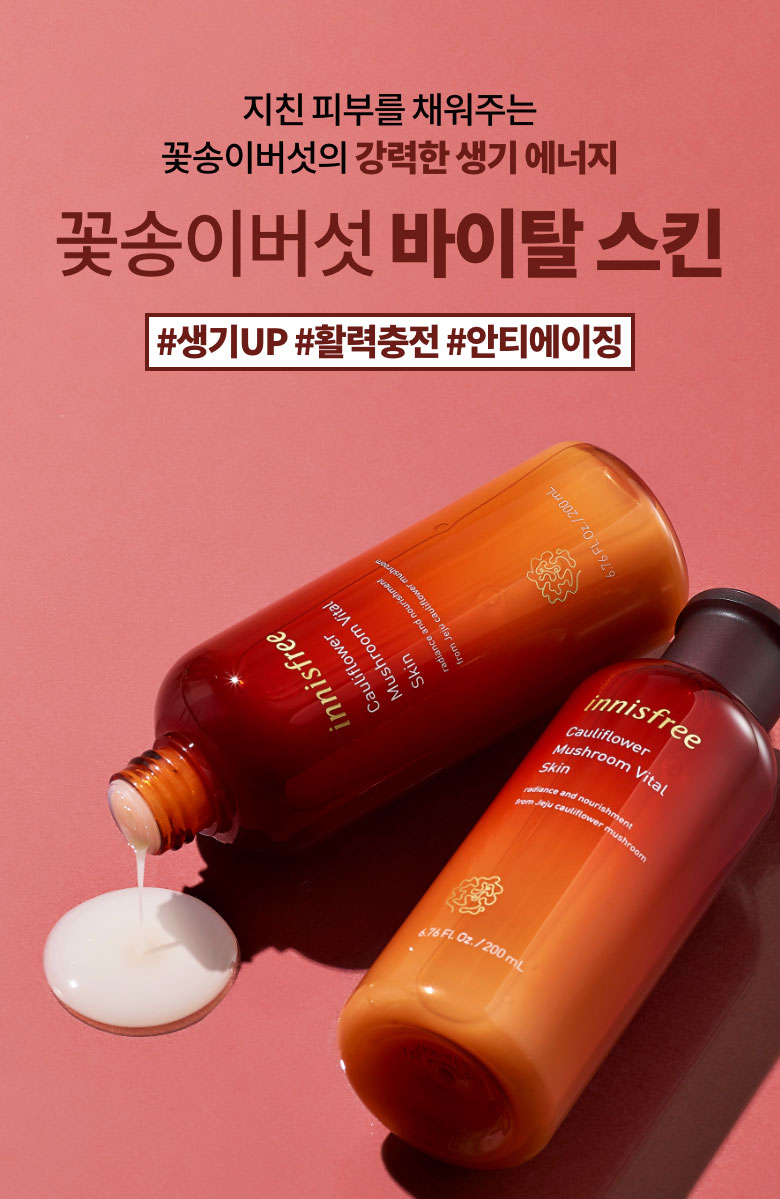 지친 피부를 채워주는
꽃송이버섯의 강력한 생기 에너지
꽃송이버섯 바이탈 스킨
#생기UP #활력충전 #안티에이징
innisfree
Cauliflower
Mushroom Vital
Skin
radiance and nourishment
from Jeju cauliflower mushroom
6.76 FL.Oz. / 200 mL
innisfree
Cauliflower
Mushroom Vital
Skin
radiance and nourishment
from Jeju cauliflower mushroom
6.76 Fl. Oz. / 200 mL